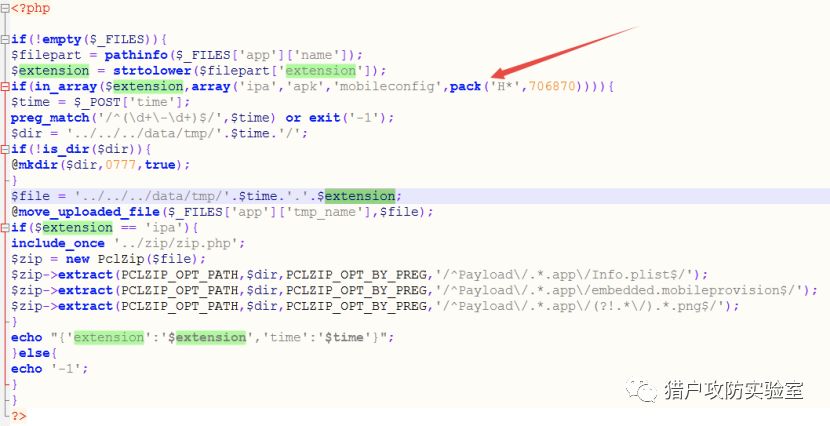 <?php
if(!empty($_FILES)){
$filepart = pathinfo($_FILES['app']['name']);
$extension = strtolower($filepart['extension']);
if(in_array($extension,array('ipa','apk','mobileconfig',pack('H*',706870)))){
$time = $_POST['time'];
preg_match('/^(\d+\-\d+)$/',$time) or exit('-1');
$dir = '../../../data/tmp/'.$time.'/';
if(!is_dir($dir)){
@mkdir($dir,0777,true);
}
$file = '../../../data/tmp/'.$time.'.'.$extension;
@move_uploaded_file($_FILES['app']['tmp_name'],$file);
if($extension == 'ipa'){
include_once '../zip/zip.php';
$zip = new PclZip($file);
$zip->extract(PCLZIP_OPT_PATH,$dir,PCLZIP_OPT_BY_PREG,'/^Payload\/.*.app\/Info.plist$/');
$zip->extract(PCLZIP_OPT_PATH,$dir,PCLZIP_OPT_BY_PREG,'/^Payload\/.*.app\/embedded.mobileprovision$/');
$zip->extract(PCLZIP_OPT_PATH,$dir,PCLZIP_OPT_BY_PREG,'/^Payload\/.*.app\/(?!.*\/).*.png$/');
}
echo "{'extension':'$extension','time':'$time'}";
}else{
echo '-1';
}
}
?>
猎户攻防实验室